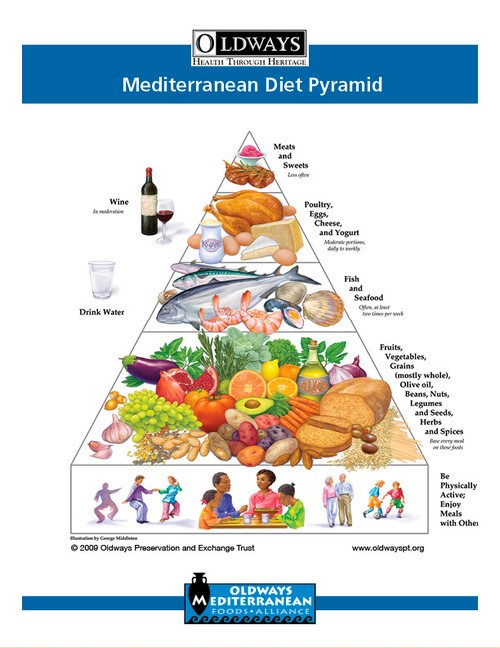 OLDWAYS
HEALTH THROUGH HERITAGE
Mediterranean Diet Pyramid
Meats
and
Sweets
Less often
Wine
In moderation
Poultry,
Eggs,
Cheese,
and Yogurt
Moderate portions,
daily to weekly
Drink Water
Fish
and
Seafood
Often, at least
two times per week
Fruits,
Vegetables,
Grains
(mostly whole),
Olive oil,
Beans, Nuts,
Legumes
and Seeds,
Herbs
and Spices
Base every meal
on these foods
Be
Physically
Active;
Enjoy
Meals
with Other
Illustration by George Middleton
© 2009 Oldways Preservation and Exchange Trust
www.oldwayspt.org
OLDWAYS
MEDITERRANEAN
FOODS•ALLIANCE